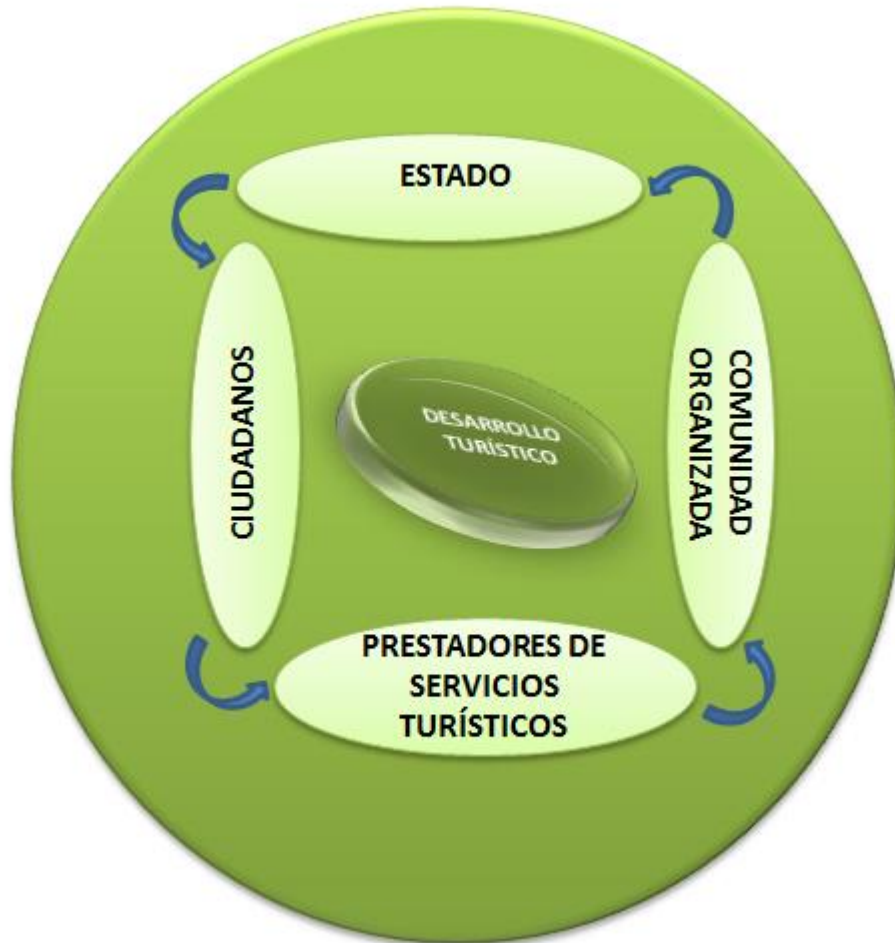 ESTADO
CIUDADANOS
DESARROLLO
TURÍSTICO
COMUNIDAD
ORGANIZADA
PRESTADORES DE
SERVICIOS
TURÍSTICOS